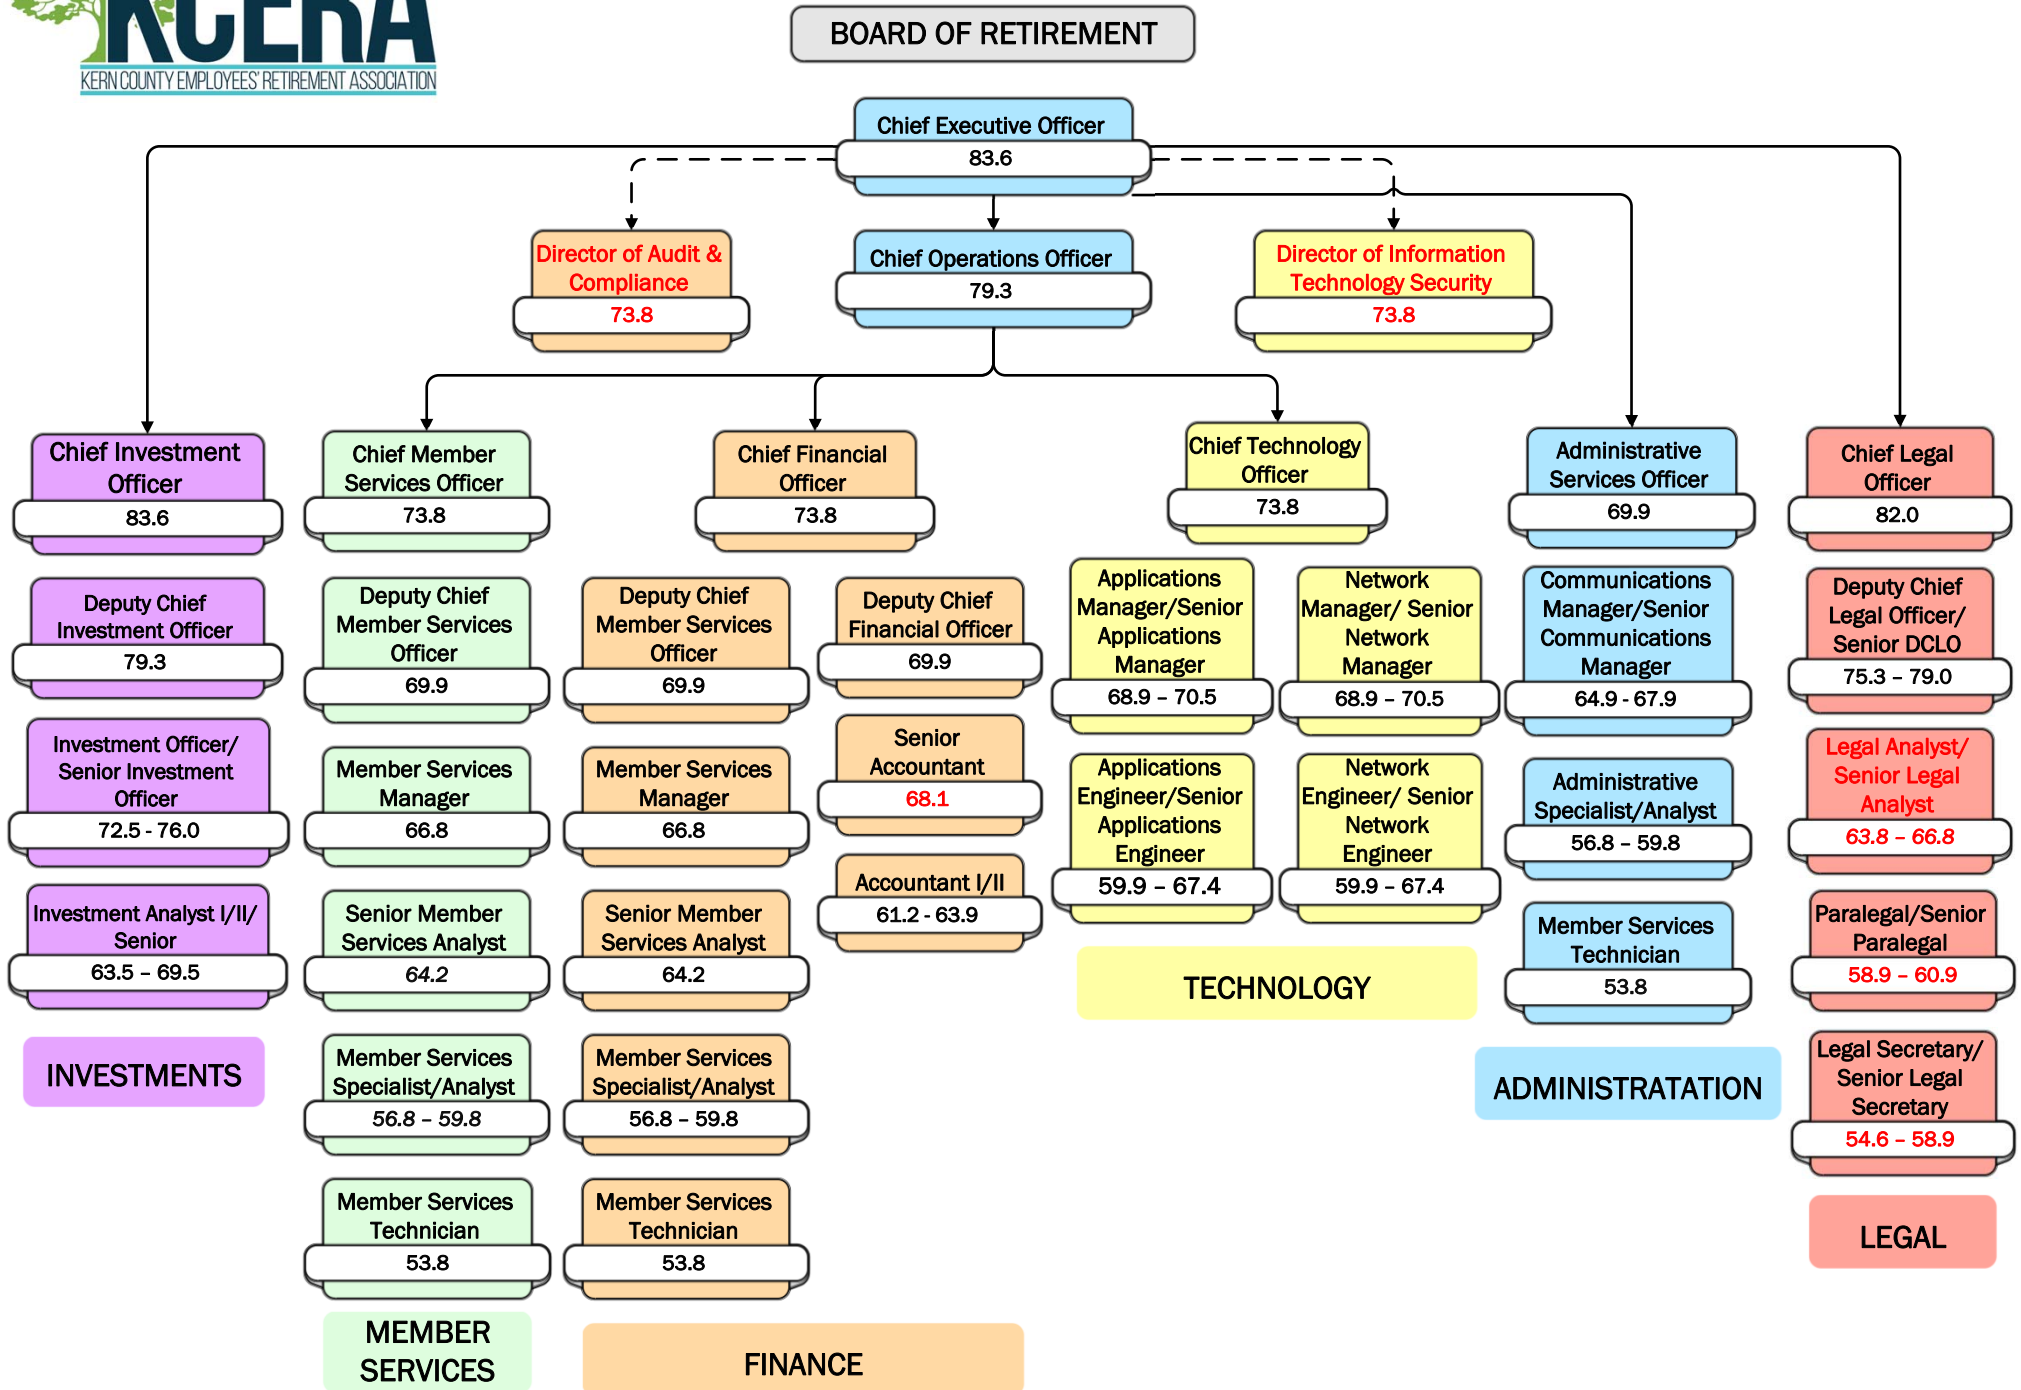 KCERA
KERN COUNTY EMPLOYEES' RETIREMENT ASSOCIATION
BOARD OF RETIREMENT
Chief Executive Officer
83.6
Director of Audit &
Compliance
73.8
Chief Operations Officer
79.3
Director of Information
Technology Security
73.8
Chief Investment
Officer
83.6
Deputy Chief
Investment Officer
79.3
Investment Officer/
Senior Investment
Officer
72.5 - 76.0
Investment Analyst I/II/
Senior
63.5 – 69.5
INVESTMENTS
Chief Member
Services Officer
73.8
Deputy Chief
Member Services
Officer
69.9
Member Services
Manager
66.8
Senior Member
Services Analyst
64.2
Member Services
Specialist/Analyst
56.8 – 59.8
Member Services
Technician
53.8
MEMBER
SERVICES
Chief Financial
Officer
73.8
Deputy Chief
Member Services
Officer
69.9
Member Services
Manager
66.8
Senior Member
Services Analyst
64.2
Member Services
Specialist/Analyst
56.8 – 59.8
Member Services
Technician
53.8
Deputy Chief
Financial Officer
69.9
Senior
Accountant
68.1
Accountant I/II
61.2 - 63.9
FINANCE
Chief Technology
Officer
73.8
Applications
Manager/Senior
Applications
Manager
68.9 – 70.5
Applications
Engineer/Senior
Applications
Engineer
59.9 – 67.4
Network
Manager/ Senior
Network
Manager
68.9 – 70.5
Network
Engineer/ Senior
Network
Engineer
59.9 – 67.4
TECHNOLOGY
Administrative
Services Officer
69.9
Communications
Manager/Senior
Communications
Manager
64.9 - 67.9
Administrative
Specialist/Analyst
56.8 – 59.8
Member Services
Technician
53.8
ADMINISTRATATION
Chief Legal
Officer
82.0
Deputy Chief
Legal Officer/
Senior DCLO
75.3 – 79.0
Legal Analyst/
Senior Legal
Analyst
63.8 – 66.8
Paralegal/Senior
Paralegal
58.9 – 60.9
Legal Secretary/
Senior Legal
Secretary
54.6 – 58.9
LEGAL